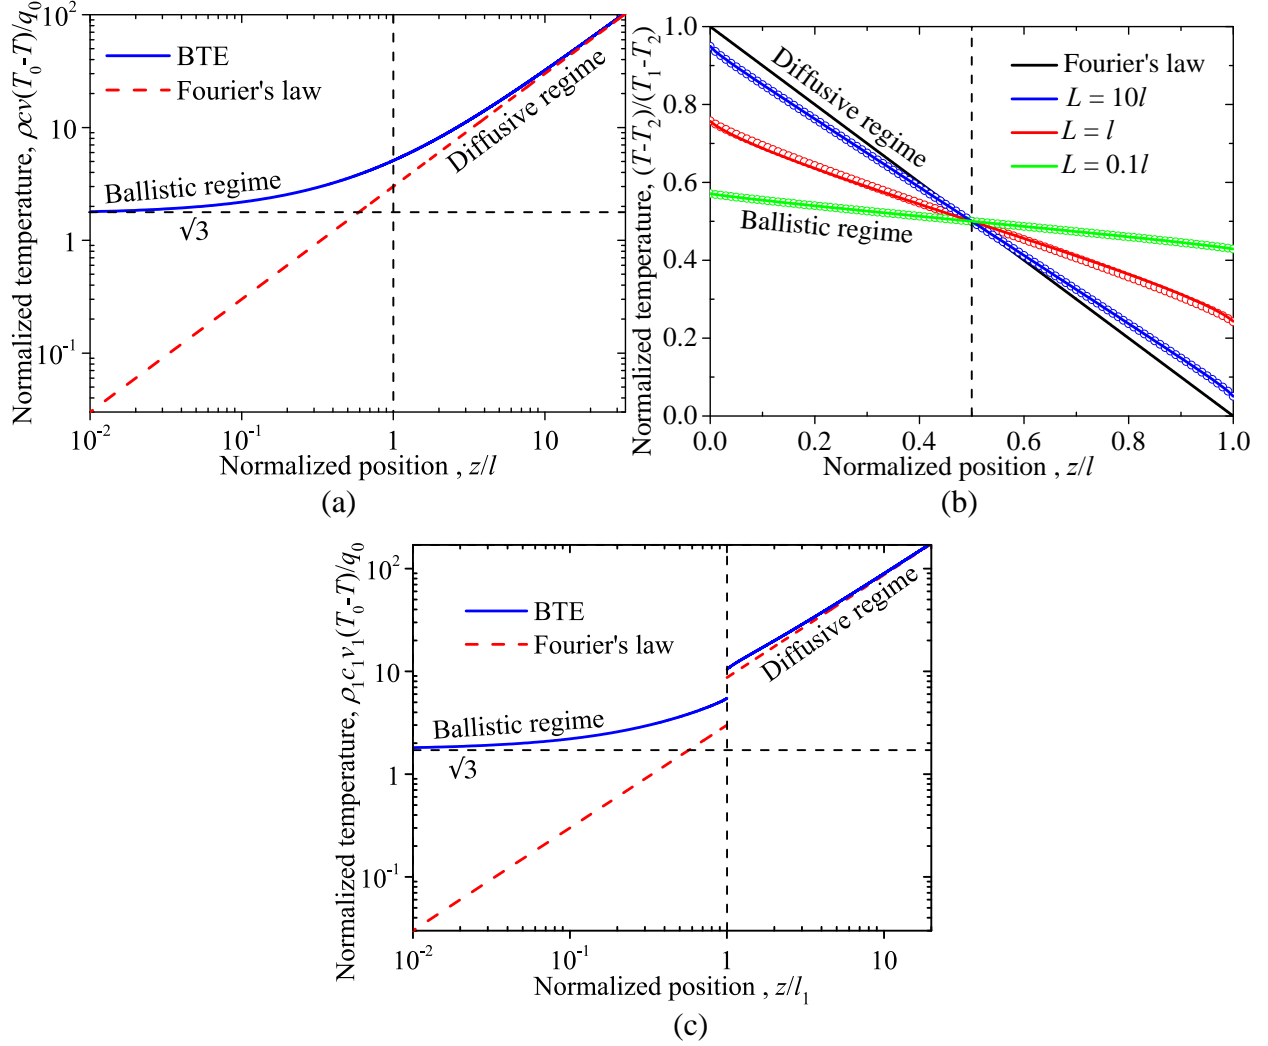 Normalized temperature, ρcv(T₀-T)/q₀
10²
10
1
10⁻¹
BTE
Fourier's law
Ballistic regime
Diffusive regime
√3
10⁻²
10⁻¹
1
10
Normalized position , z/l
(a)
Normalized temperature, (T-T₂)/(T₁-T₂)
1.0
0.8
0.6
0.4
0.2
0.0
Fourier's law
L = 10l
L = l
L = 0.1l
Diffusive regime
Ballistic regime
0.0
0.2
0.4
0.6
0.8
1.0
Normalized position , z/l
(b)
Normalized temperature, ρ₁c₁v₁(T₀-T)/q₀
10²
10
1
10⁻¹
BTE
Fourier's law
Ballistic regime
Diffusive regime
√3
10⁻²
10⁻¹
1
10
Normalized position , z/l₁
(c)